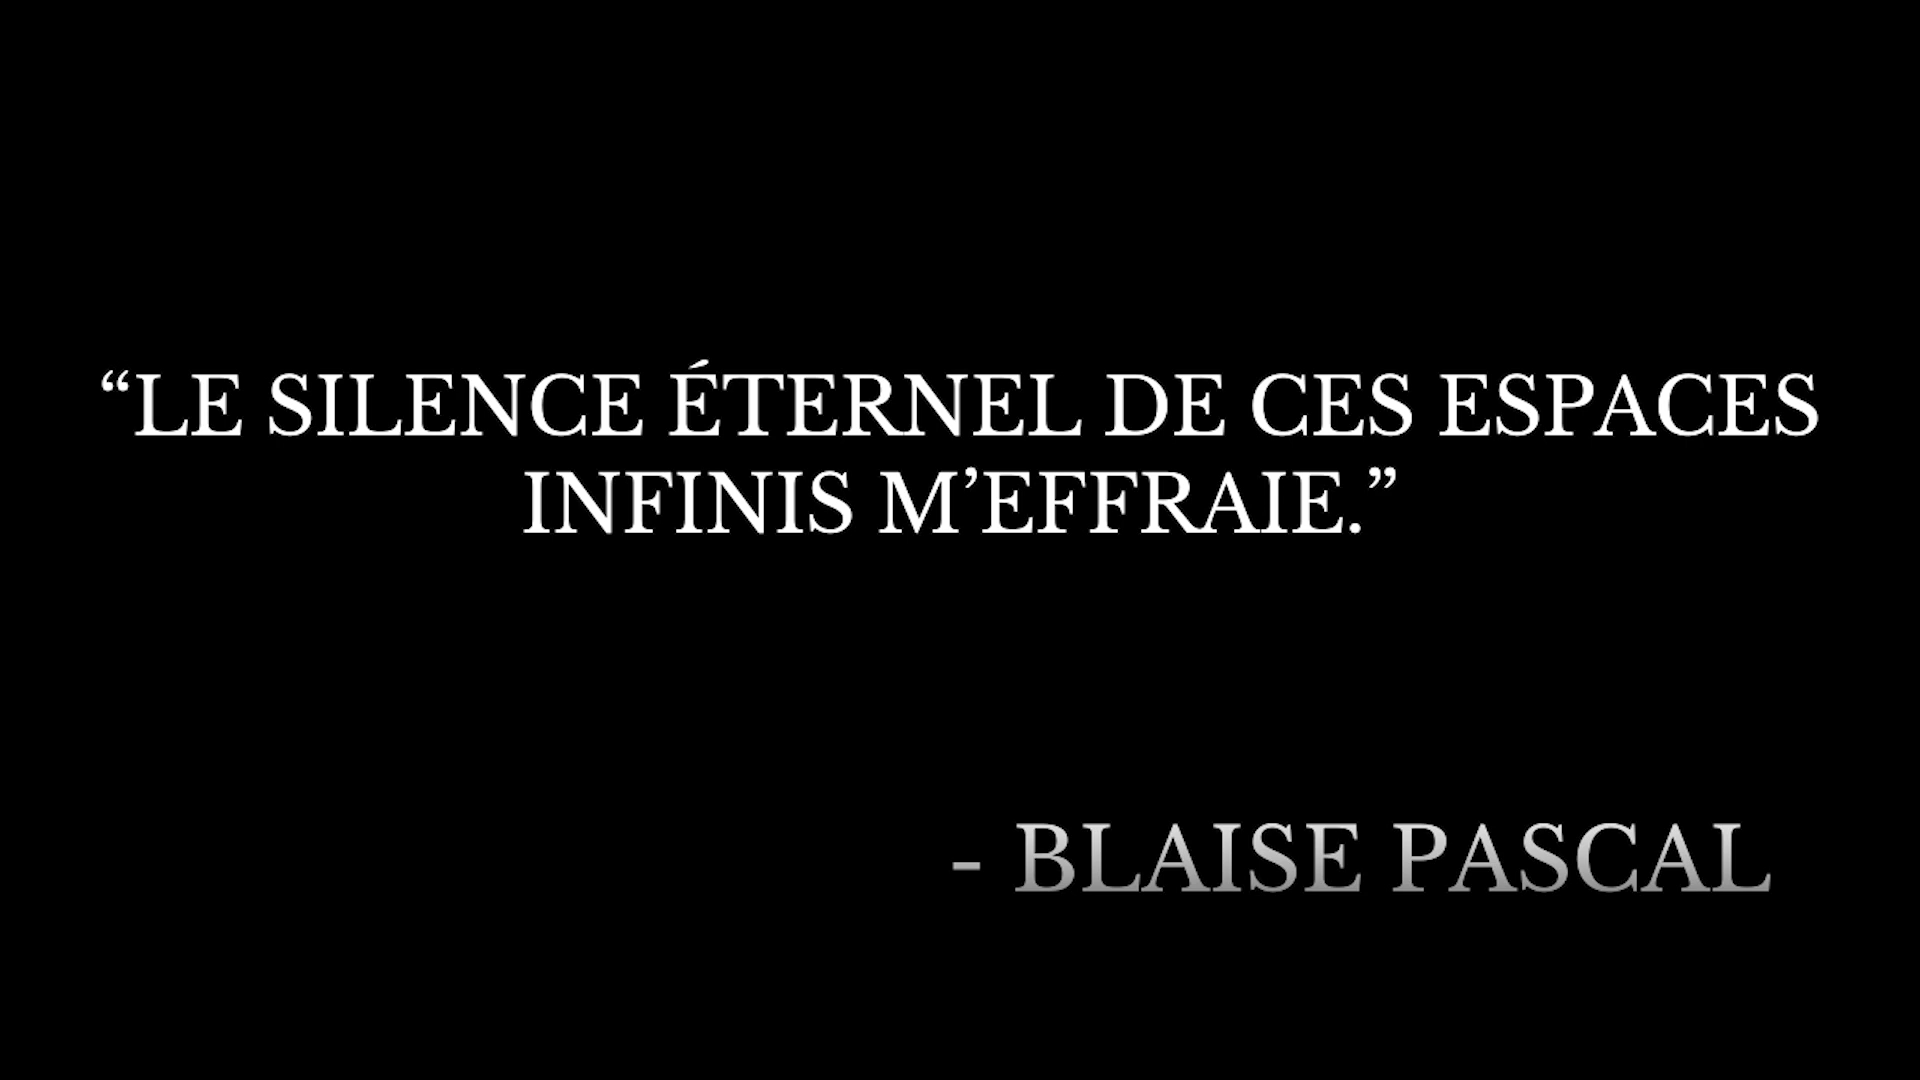 “LE SILENCE ÉTERNEL DE CES ESPACES
INFINIS M’EFFRAIE.”
- BLAISE PASCAL